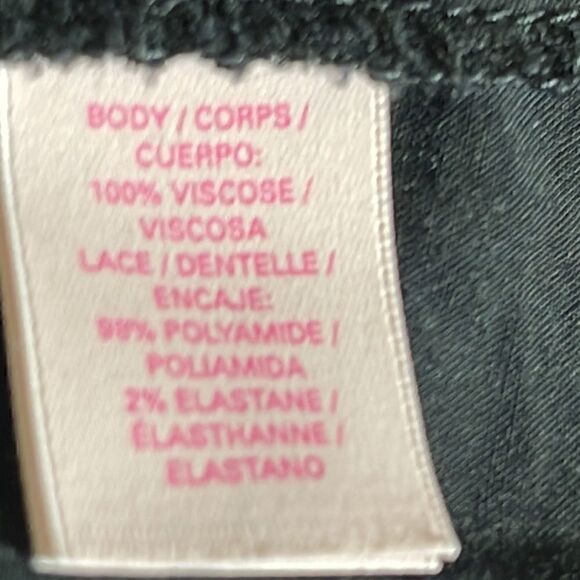 BODY / CORPS /
CUERPO:
100% VISCOSE /
VISCOSA
LACE / DENTELLE /
ENCAJE:
98% POLYAMIDE /
POLIAMIDA
2% ELASTANE /
ÉLASTHANNE /
ELASTANO